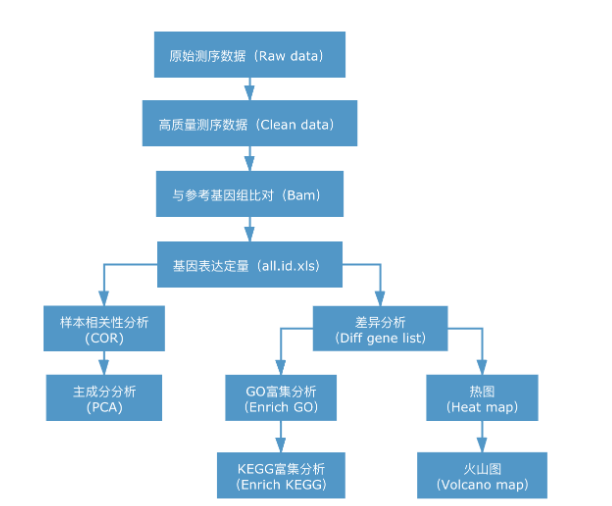 原始测序数据（Raw data）
高质量测序数据（Clean data）
与参考基因组比对（Bam）
基因表达定量（all.id.xls）
样本相关性分析
(COR)
差异分析
（Diff gene list）
主成分分析
(PCA)
GO富集分析
（Enrich GO）
热图
（Heat map）
KEGG富集分析
（Enrich KEGG）
火山图
（Volcano map）